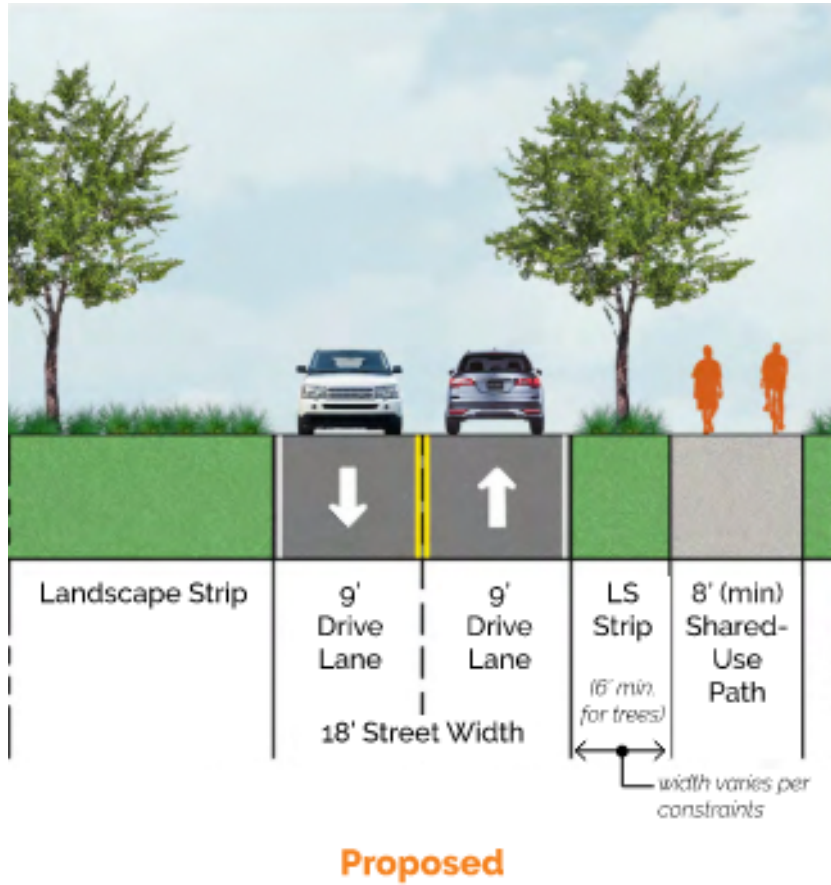 Landscape Strip
9'
Drive
Lane
9'
Drive
Lane
LS
Strip
(6' min.
for trees)
8' (min)
Shared-
Use
Path
18' Street Width
width varies per
constraints
Proposed